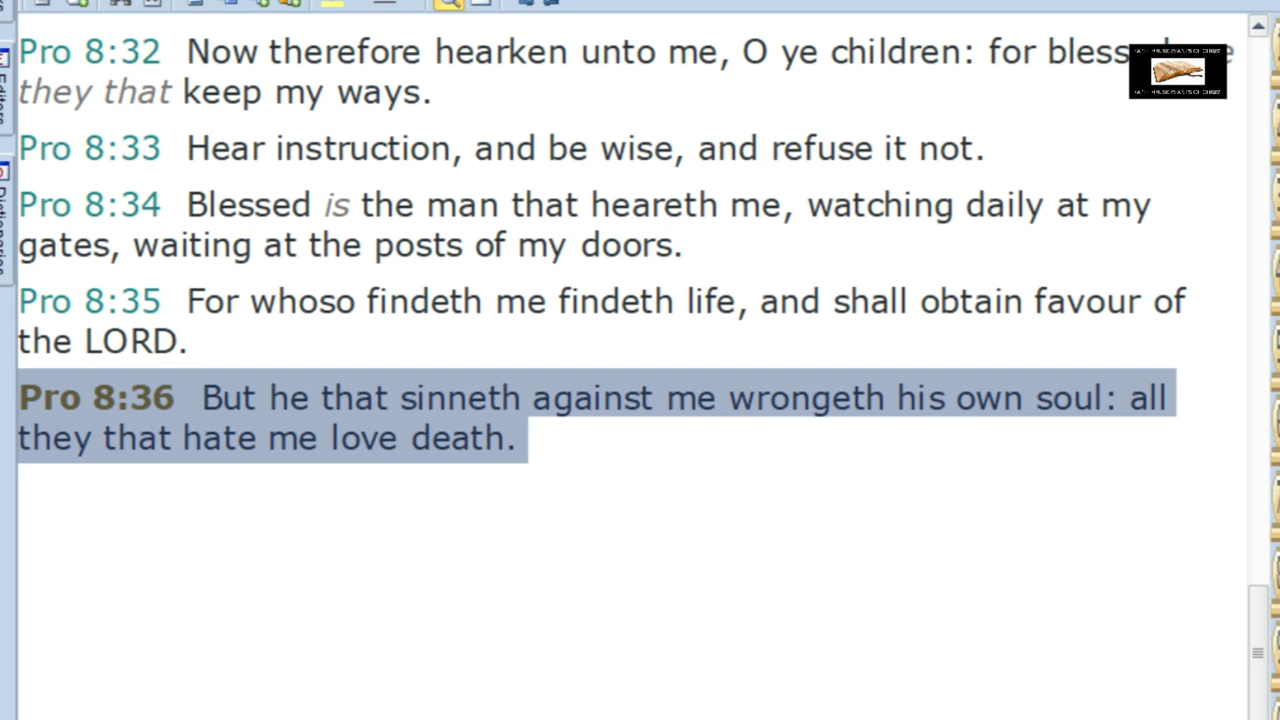 Pro 8:32 Now therefore hearken unto me, O ye children: for
they that keep my ways.
Pro 8:33 Hear instruction, and be wise, and refuse it not.
Pro 8:34 Blessed is the man that heareth me, watching daily at my
gates, waiting at the posts of my doors.
Pro 8:35 For whoso findeth me findeth life, and shall obtain favour of
the LORD.
Pro 8:36 But he that sinneth against me wrongeth his own soul: all
they that hate me love death.
Editors
Dictionaries